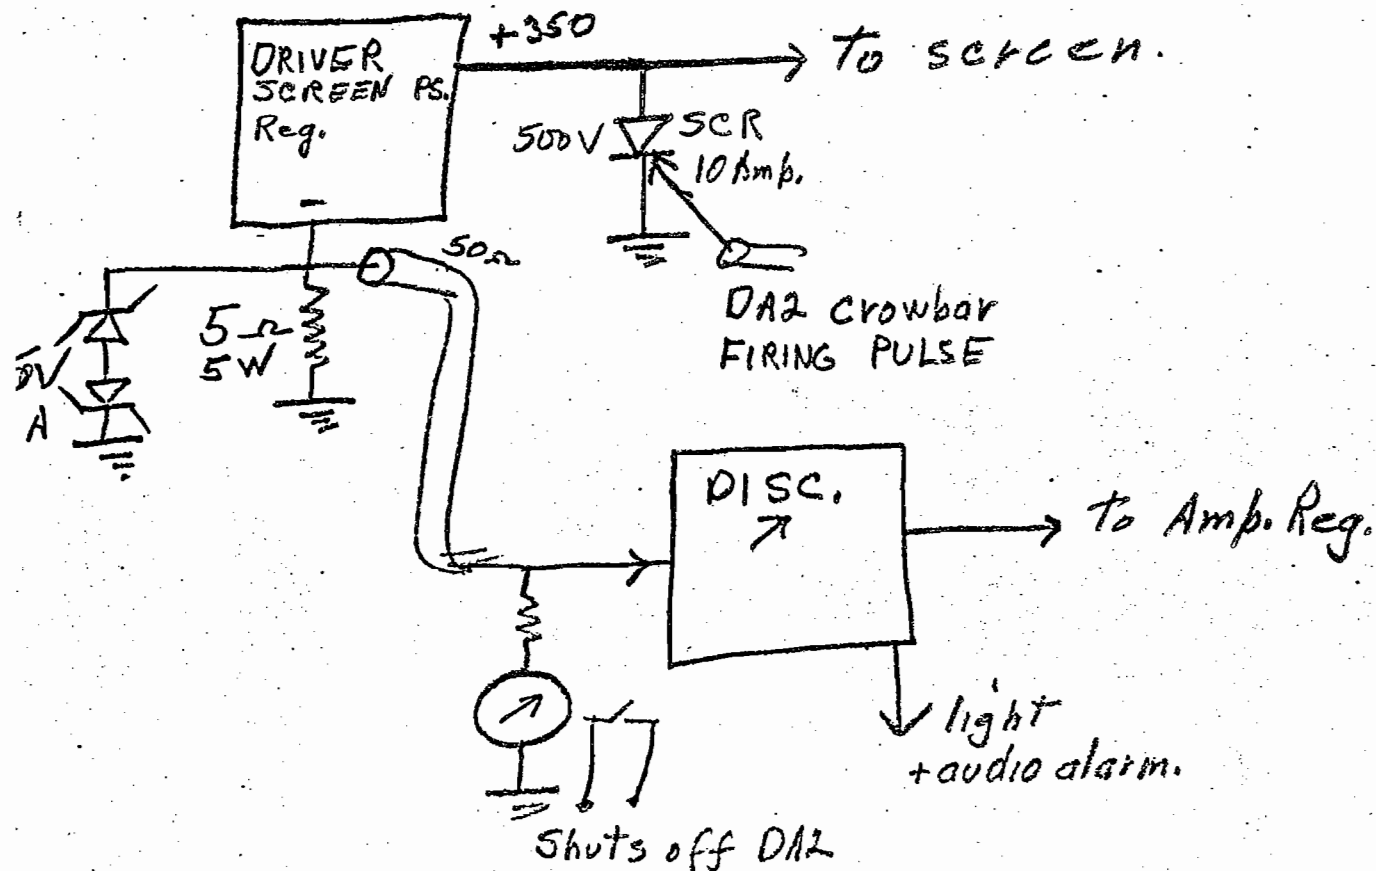 +350
DRIVER
SCREEN PS.
Reg.
-
To screen.
500V
SCR
10 Amp.
50Ω
5Ω
5W
A
DA2 crowbar
FIRING PULSE
DISC.
to Amp. Reg.
light
+audio alarm.
Shuts off DA2